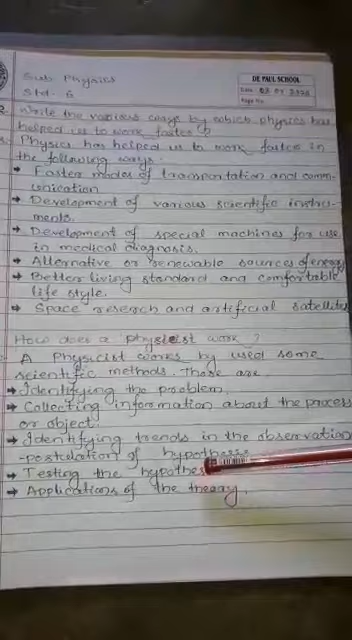 Sub Physics
DE PAUL SCHOOL
Std - 6
Date
Page No.
Write the various ways by which physics has
helped us to work faster ?
Physics has helped us to work faster in
the following ways.
→ Faster modes of transportation and comm-
unication
→ Development of various scientific instru-
ments.
→ Development of special machines for use
in medical diagnosis.
→ Alternative or renewable sources of energy
→ Better living standard and comfortable
life style.
→ Space research and artificial satellites
How does a physicist work ?
A Physicist works by used some
scientific methods. Those are
→ Identifying the problem.
→ Collecting information about the process
or object.
→ Identifying trends in the observation
-postulation of hypothesis
→ Testing the hypothes
→ Applications of the theory.